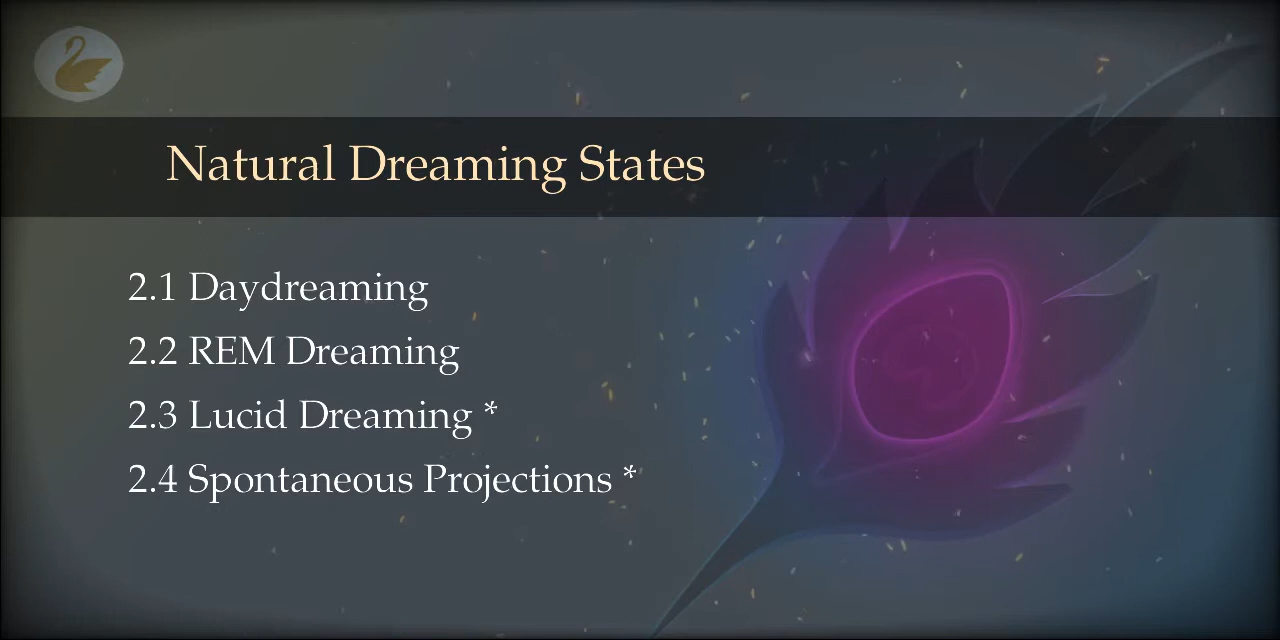 Natural Dreaming States
2.1 Daydreaming
2.2 REM Dreaming
2.3 Lucid Dreaming *
2.4 Spontaneous Projections *